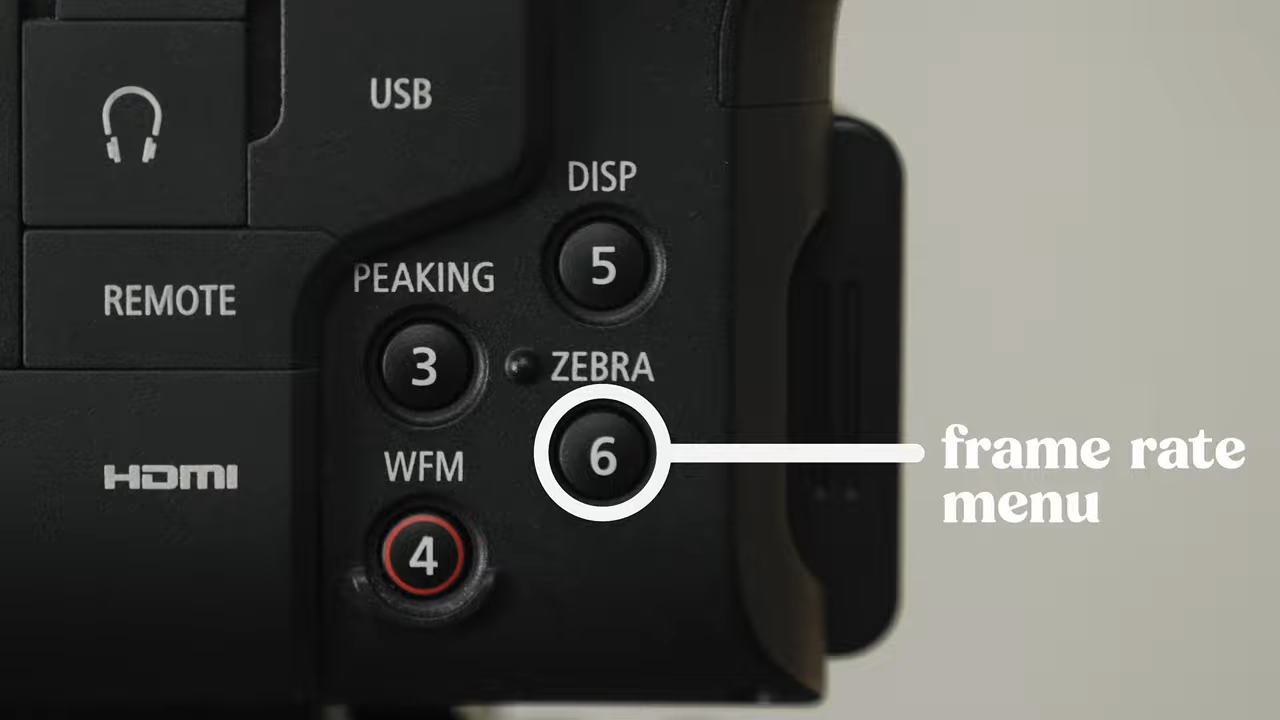 USB
DISP
5
PEAKING
REMOTE
3
ZEBRA
6
frame rate
menu
WFM
HDMI
4